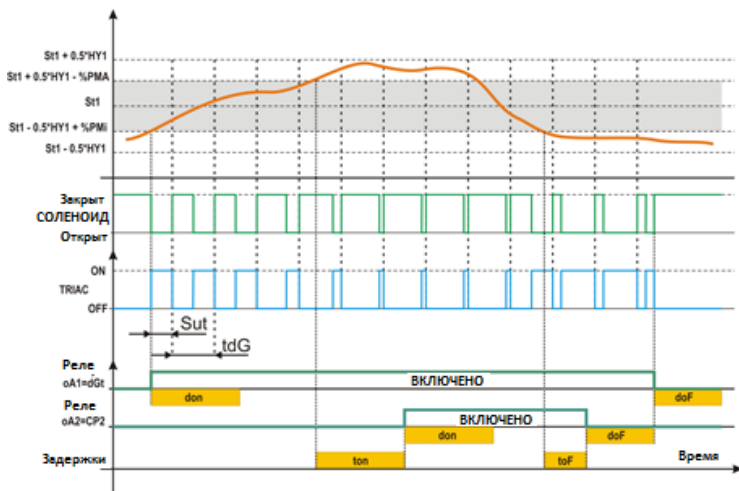 St1 + 0.5*HY1
St1 + 0.5*HY1 - %PMA
St1
St1 - 0.5*HY1 + %PMi
St1 - 0.5*HY1
Закрыт
СОЛЕНОИД
Открыт
ON
TRIAC
OFF
Sut
tdG
Реле
oA1=dGt
ВКЛЮЧЕНО
don
doF
Реле
oA2=CP2
ВКЛЮЧЕНО
don
doF
Задержки
ton
toF
Время